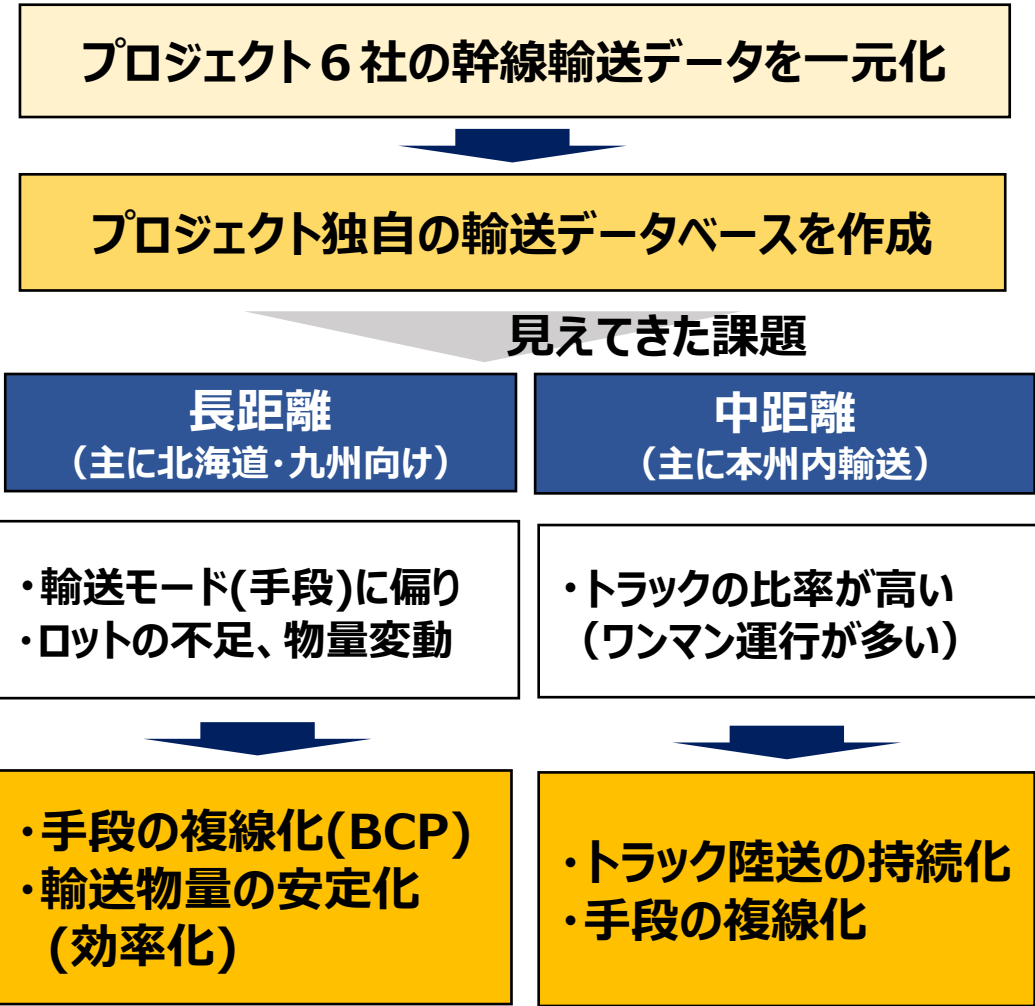 プロジェクト６社の幹線輸送データを一元化
プロジェクト独自の輸送データベースを作成
見えてきた課題
長距離
（主に北海道・九州向け）
中距離
（主に本州内輸送）
・輸送モード(手段)に偏り
・ロットの不足、物量変動
・トラックの比率が高い
（ワンマン運行が多い）
・手段の複線化(BCP)
・輸送物量の安定化
(効率化)
・トラック陸送の持続化
・手段の複線化